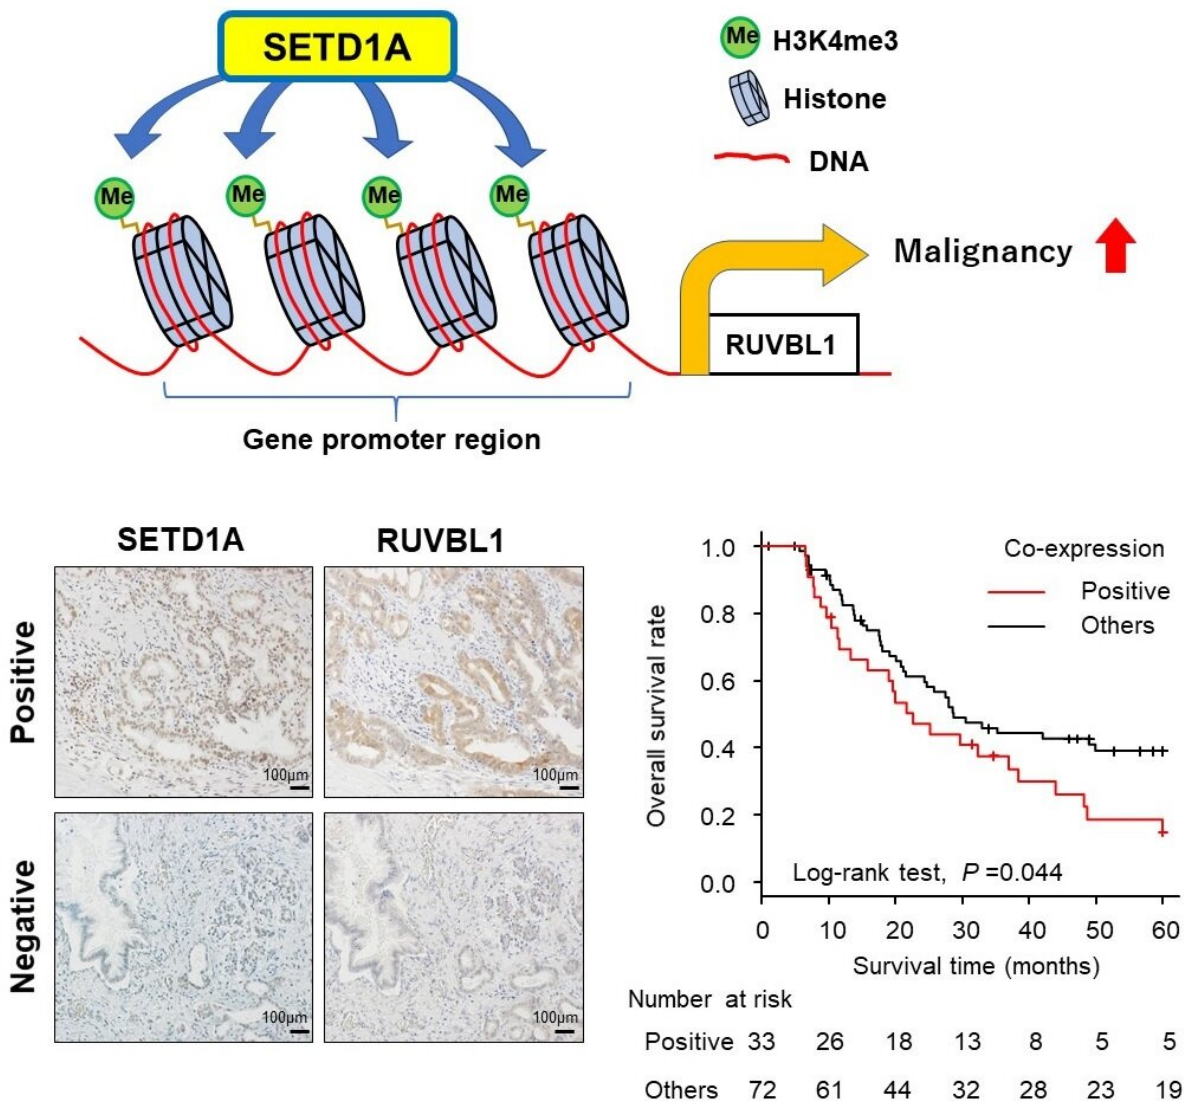 SETD1A
Me H3K4me3
Histone
DNA
Me Me Me Me
Malignancy
RUVBL1
Gene promoter region
SETD1A RUVBL1
Positive
100µm 100µm
Negative
100µm 100µm
Co-expression
Positive
Others
Overall survival rate
1.0
0.8
0.6
0.4
0.2
0.0
Log-rank test, P =0.044
0 10 20 30 40 50 60
Survival time (months)
Number at risk
Positive 33 26 18 13 8 5 5
Others 72 61 44 32 28 23 19